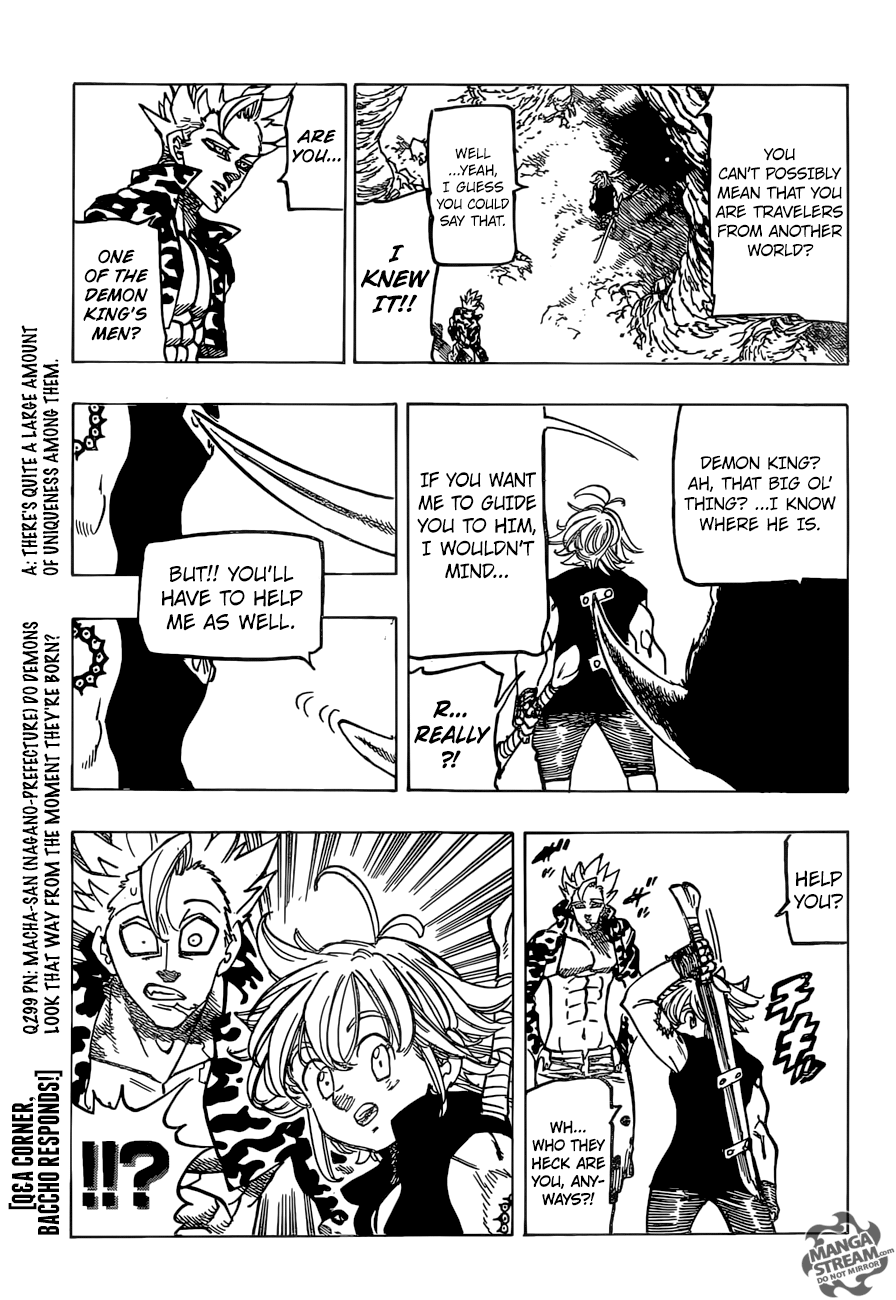 YOU
CAN'T POSSIBLY
MEAN THAT YOU
ARE TRAVELERS
FROM ANOTHER
WORLD?
WELL
...YEAH,
I GUESS
YOU COULD
SAY THAT.
I
KNEW
IT!!
ARE
YOU...
ONE
OF THE
DEMON
KING'S
MEN?
DEMON KING?
AH, THAT BIG OL'
THING? ...I KNOW
WHERE HE IS.
IF YOU WANT
ME TO GUIDE
YOU TO HIM,
I WOULDN'T
MIND...
R...
REALLY
?!
BUT!! YOU'LL
HAVE TO HELP
ME AS WELL.
HELP
YOU?
WH...
WHO THEY
HECK ARE
YOU, ANY-
WAYS?!
!!?
[Q&A CORNER,
BACCHO RESPONDS!]
Q299 PN: MACHA-SAN (NAGANO-PREFECTURE) DO DEMONS
LOOK THAT WAY FROM THE MOMENT THEY'RE BORN?
A: THERE'S QUITE A LARGE AMOUNT
OF UNIQUENESS AMONG THEM.
MANGA
STREAM.com
DO NOT MIRROR